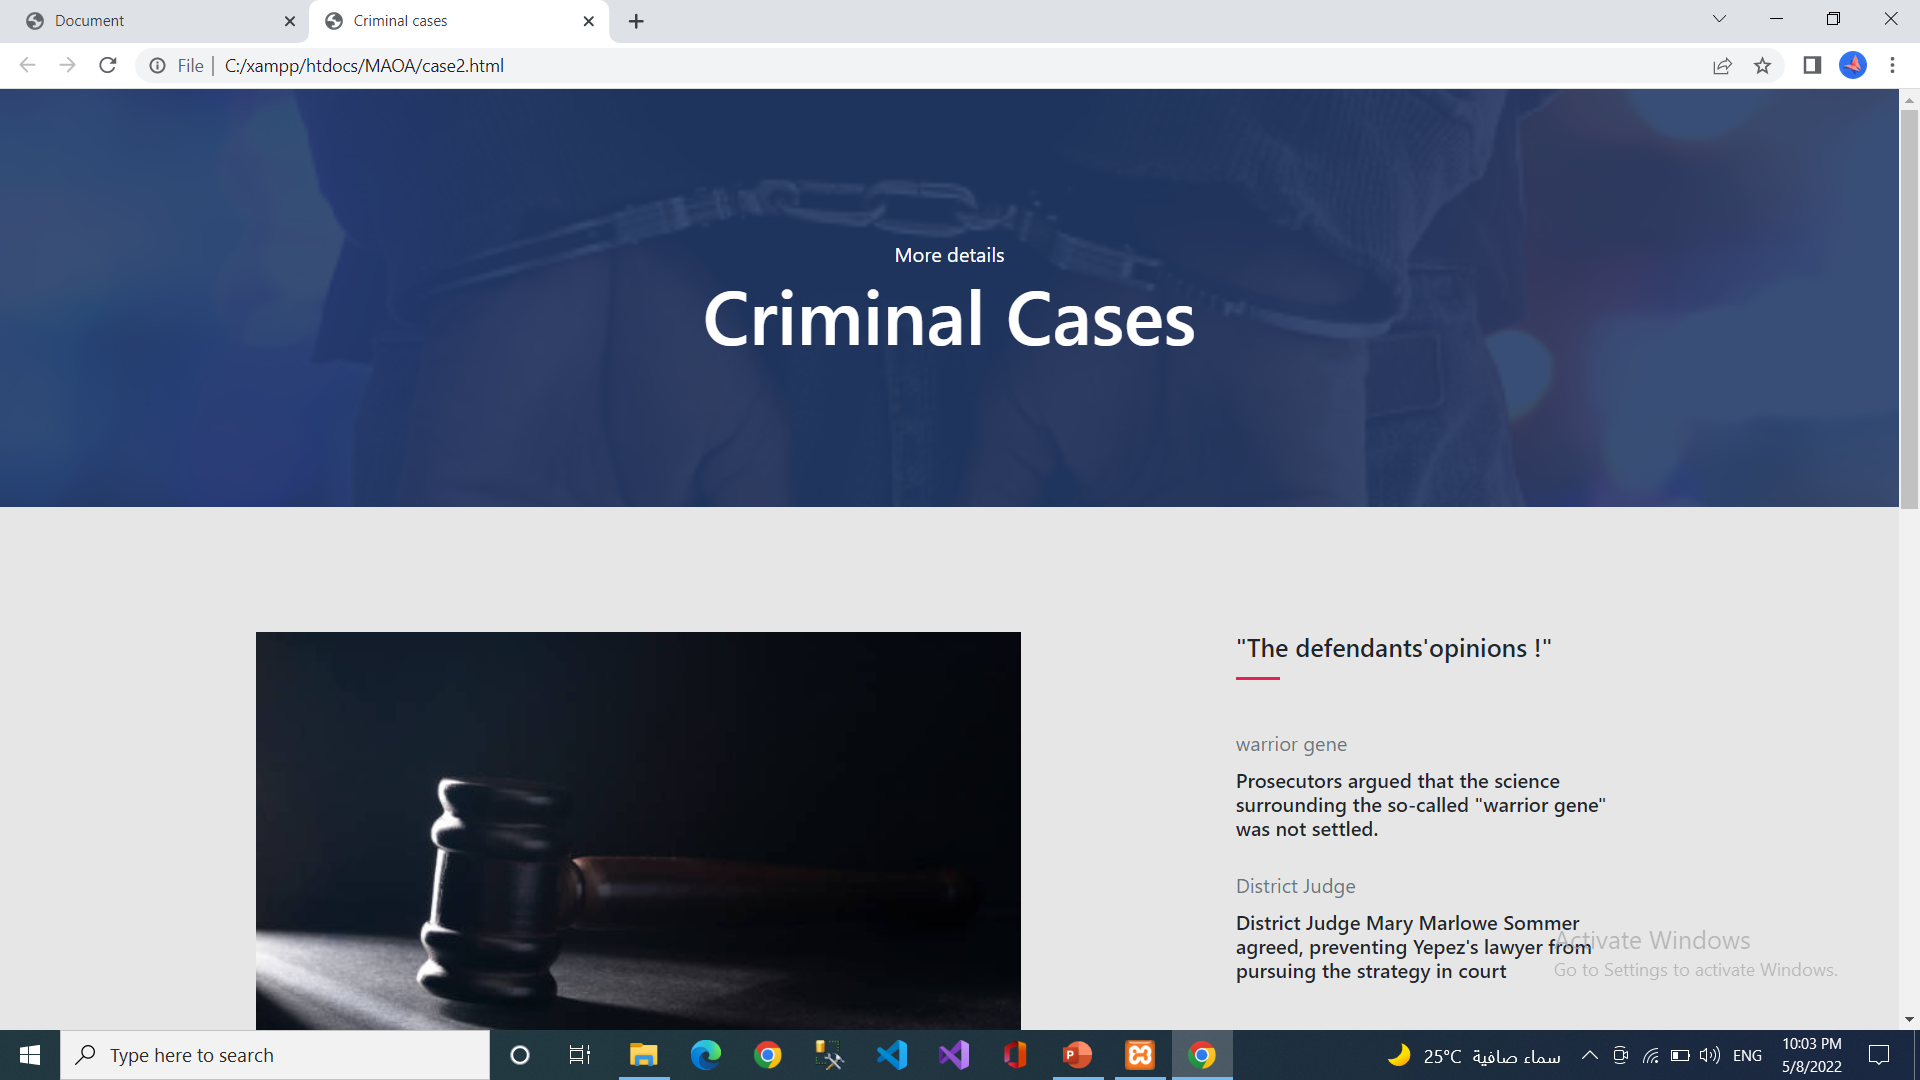 Document
Criminal cases
File
C:/xampp/htdocs/MAOA/case2.html
More details
Criminal Cases
"The defendants'opinions !"
warrior gene
Prosecutors argued that the science
surrounding the so-called "warrior gene"
was not settled.
District Judge
District Judge Mary Marlowe Sommer
agreed, preventing Yepez's lawyer from
pursuing the strategy in court
Activate Windows
Go to Settings to activate Windows.
Type here to search
25°C سماء صافية
ENG
10:03 PM
5/8/2022